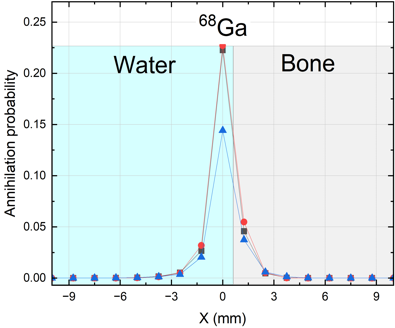 ⁶⁸Ga
Water
Bone
Annihilation probability
0.25
0.20
0.15
0.10
0.05
0.00
−9
−6
−3
0
3
6
9
X (mm)